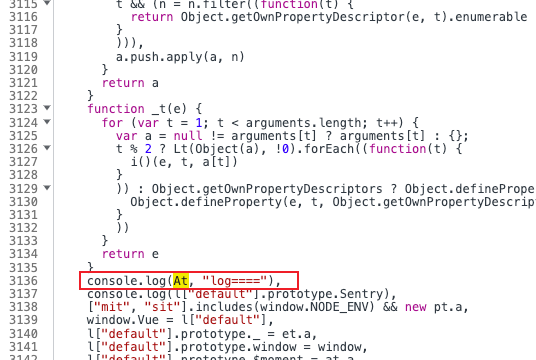 3115 t && (n = n.filter((function(t) {
3116 return Object.getOwnPropertyDescriptor(e, t).enumerable
3117 }
3118 ))),
3119 a.push.apply(a, n)
3120 }
3121 return a
3122 }
3123 function _t(e) {
3124 for (var t = 1; t < arguments.length; t++) {
3125 var a = null != arguments[t] ? arguments[t] : {};
3126 t % 2 ? Lt(Object(a), !0).forEach((function(t) {
3127 i()(e, t, a[t])
3128 }
3129 )) : Object.getOwnPropertyDescriptors ? Object.definePrope
3130 Object.defineProperty(e, t, Object.getOwnPropertyDescript
3131 }
3132 ))
3133 }
3134 return e
3135 }
3136 console.log(At, "log===="),
3137 console.log(l["default"].prototype.Sentry),
3138 ["mit", "sit"].includes(window.NODE_ENV) && new pt.a,
3139 window.Vue = l["default"],
3140 l["default"].prototype._ = et.a,
3141 l["default"].prototype.window = window,
3142 l["default"].prototype.$moment = at.a